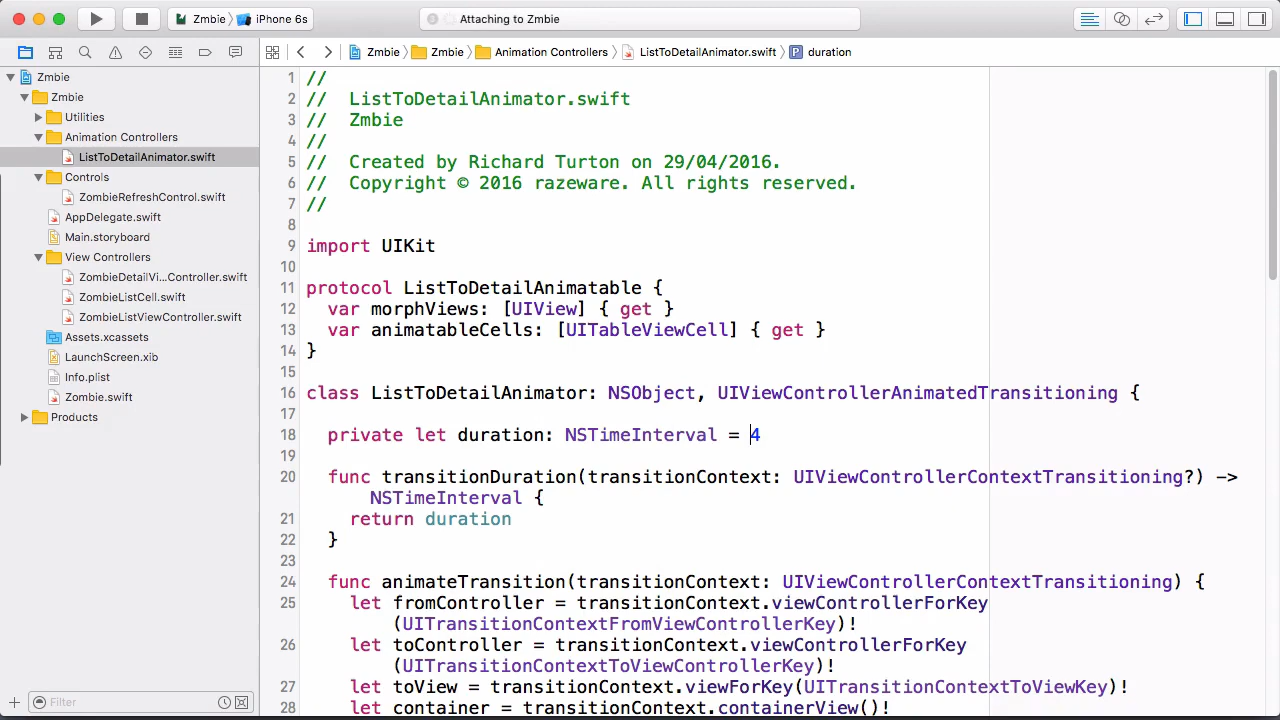 Zmbie iPhone 6s
Attaching to Zmbie
Zmbie Zmbie Animation Controllers ListToDetailAnimator.swift P duration
Zmbie
Zmbie
Utilities
Animation Controllers
ListToDetailAnimator.swift
Controls
ZombieRefreshControl.swift
AppDelegate.swift
Main.storyboard
View Controllers
ZombieDetailVi...Controller.swift
ZombieListCell.swift
ZombieListViewController.swift
Assets.xcassets
LaunchScreen.xib
Info.plist
Zombie.swift
Products
Filter
1 //
2 // ListToDetailAnimator.swift
3 // Zmbie
4 //
5 // Created by Richard Turton on 29/04/2016.
6 // Copyright © 2016 razeware. All rights reserved.
7 //
8
9 import UIKit
10
11 protocol ListToDetailAnimatable {
12 var morphViews: [UIView] { get }
13 var animatableCells: [UITableViewCell] { get }
14 }
15
16 class ListToDetailAnimator: NSObject, UIViewControllerAnimatedTransitioning {
17
18 private let duration: NSTimeInterval = 4
19
20 func transitionDuration(transitionContext: UIViewControllerContextTransitioning?) ->
NSTimeInterval {
21 return duration
22 }
23
24 func animateTransition(transitionContext: UIViewControllerContextTransitioning) {
25 let fromController = transitionContext.viewControllerForKey
(UITransitionContextFromViewControllerKey)!
26 let toController = transitionContext.viewControllerForKey
(UITransitionContextToViewControllerKey)!
27 let toView = transitionContext.viewForKey(UITransitionContextToViewKey)!
28 let container = transitionContext.containerView()!